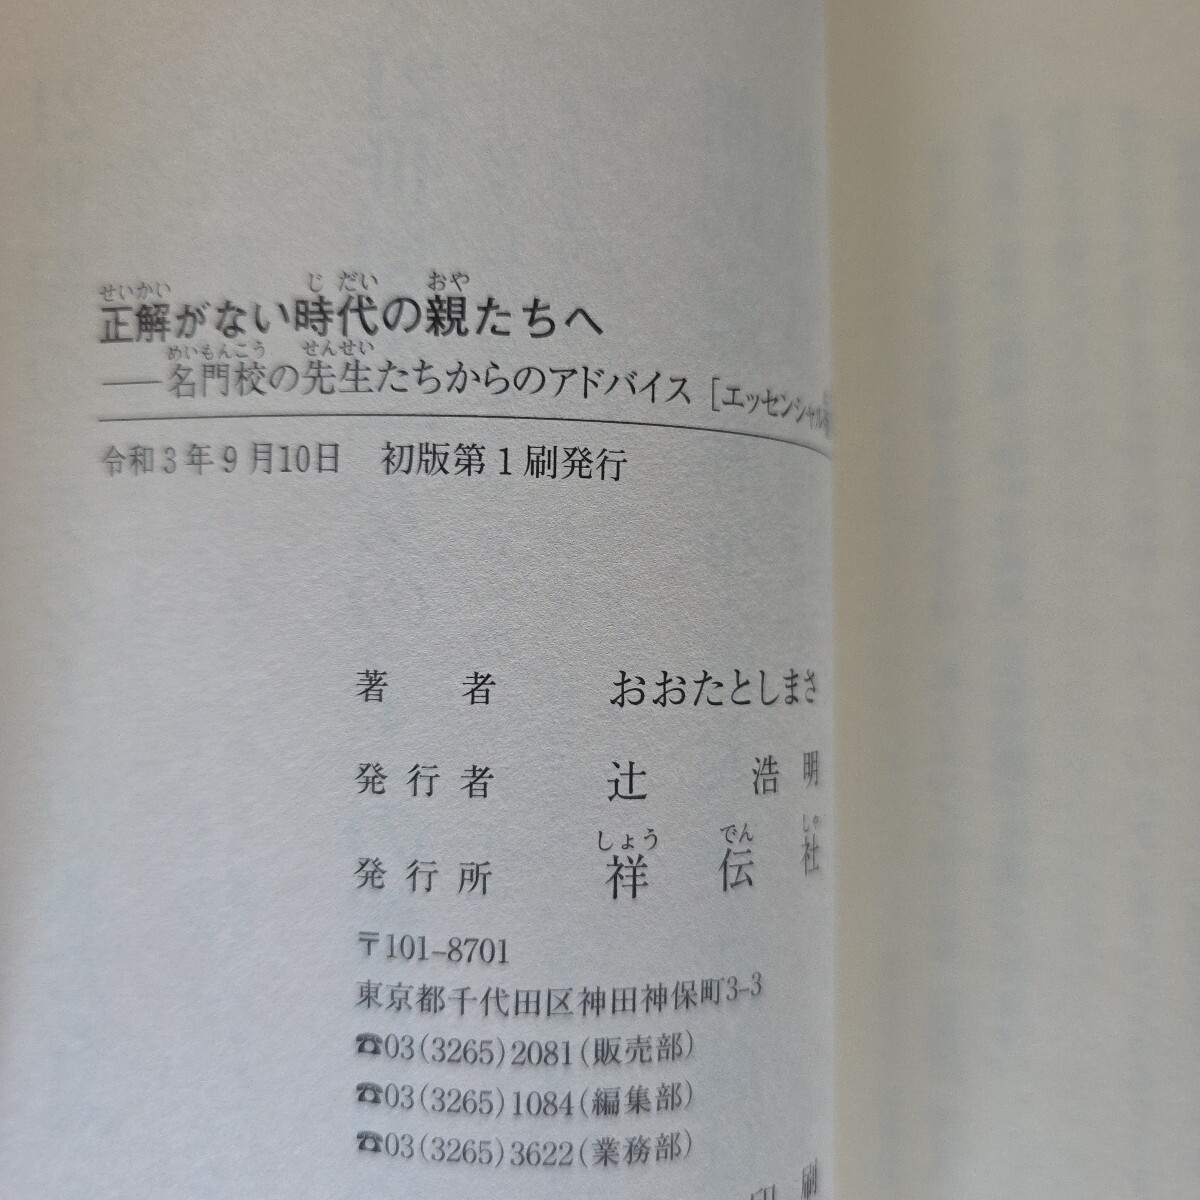 せいかい じだい おや
正解がない時代の親たちへ
めいもんこう せんせい
――名門校の先生たちからのアドバイス［エッセンシャル
令和3年9月10日 初版第1刷発行
著者 おおたとしまさ
発行者 辻 浩明
しょう でん しゃ
発行所 祥伝社
〒101-8701
東京都千代田区神田神保町3-3
☎03(3265)2081(販売部)
☎03(3265)1084(編集部)
☎03(3265)3622(業務部)
印刷